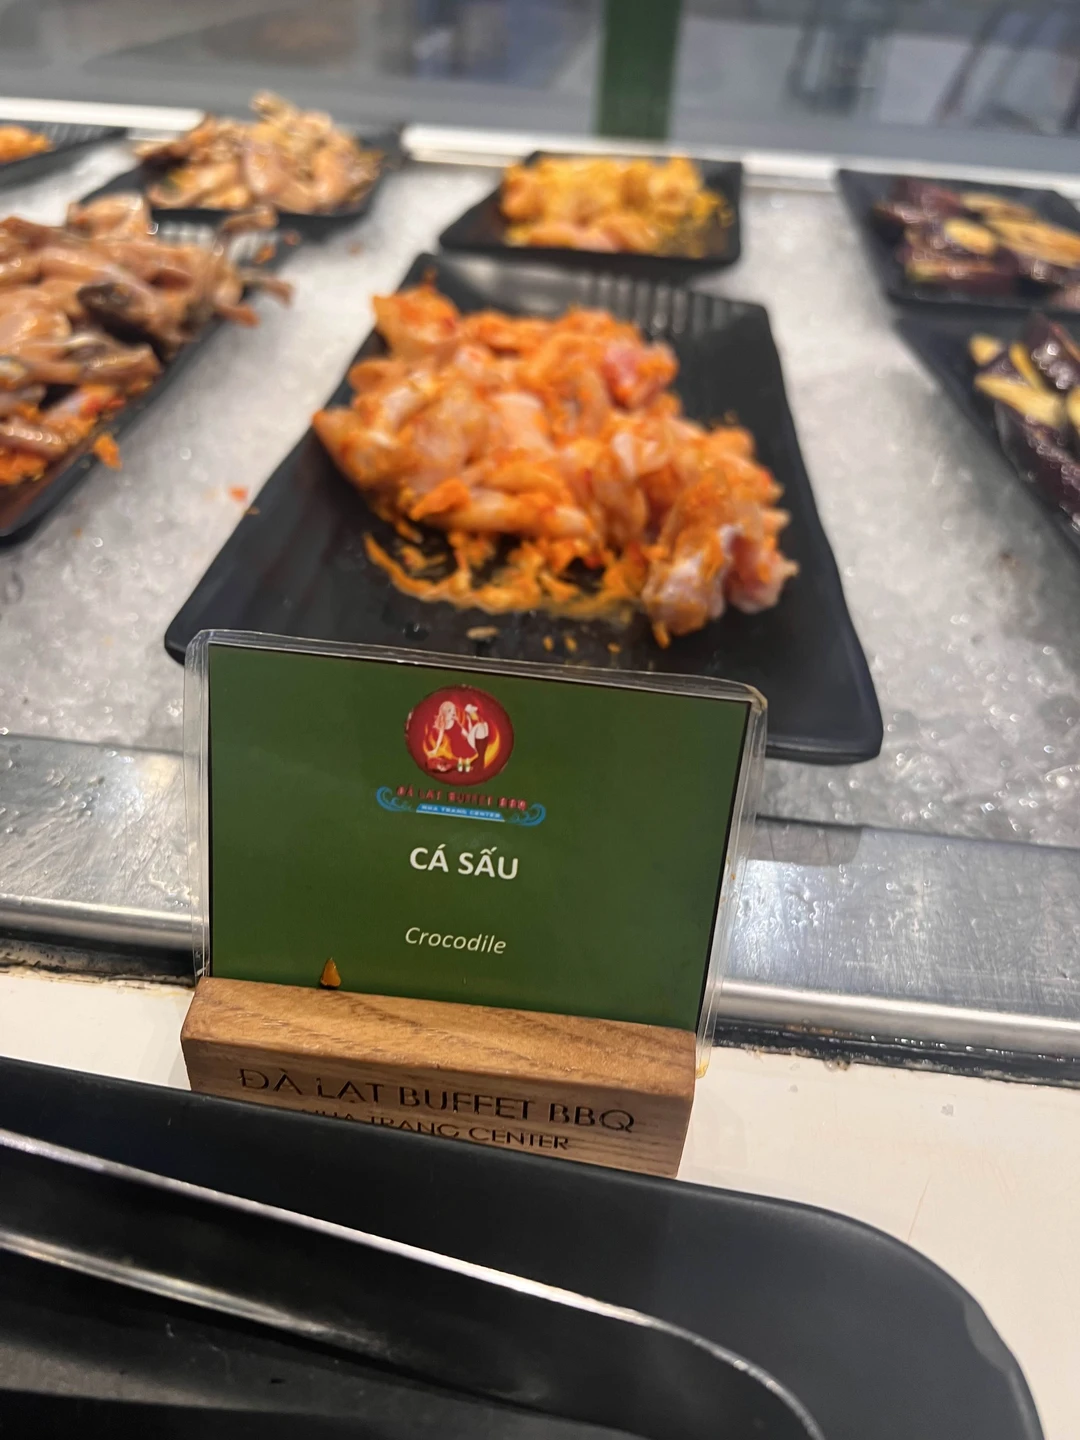 ĐÀ LẠT BUFFET BBQ
NHA TRANG CENTER
CÁ SẤU
Crocodile
ĐÀ LẠT BUFFET BBQ
NHA TRANG CENTER